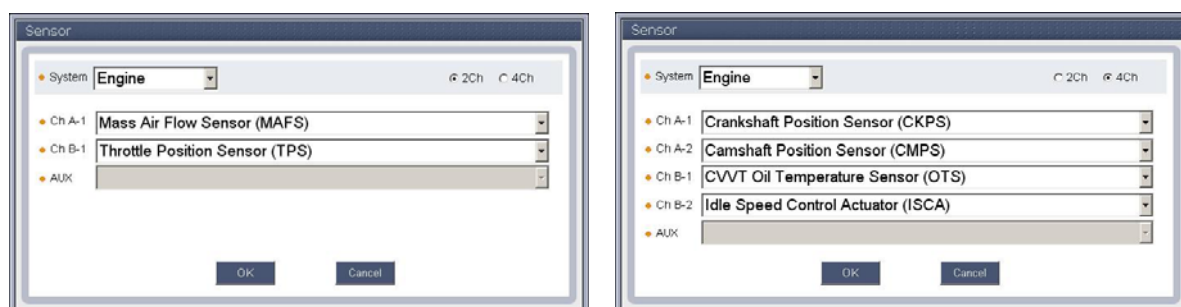 Sensor
System Engine 2Ch 4Ch
Ch A-1 Mass Air Flow Sensor (MAFS)
Ch B-1 Throttle Position Sensor (TPS)
AUX
OK Cancel
Sensor
System Engine 2Ch 4Ch
Ch A-1 Crankshaft Position Sensor (CKPS)
Ch A-2 Camshaft Position Sensor (CMPS)
Ch B-1 CVVT Oil Temperature Sensor (OTS)
Ch B-2 Idle Speed Control Actuator (ISCA)
AUX
OK Cancel